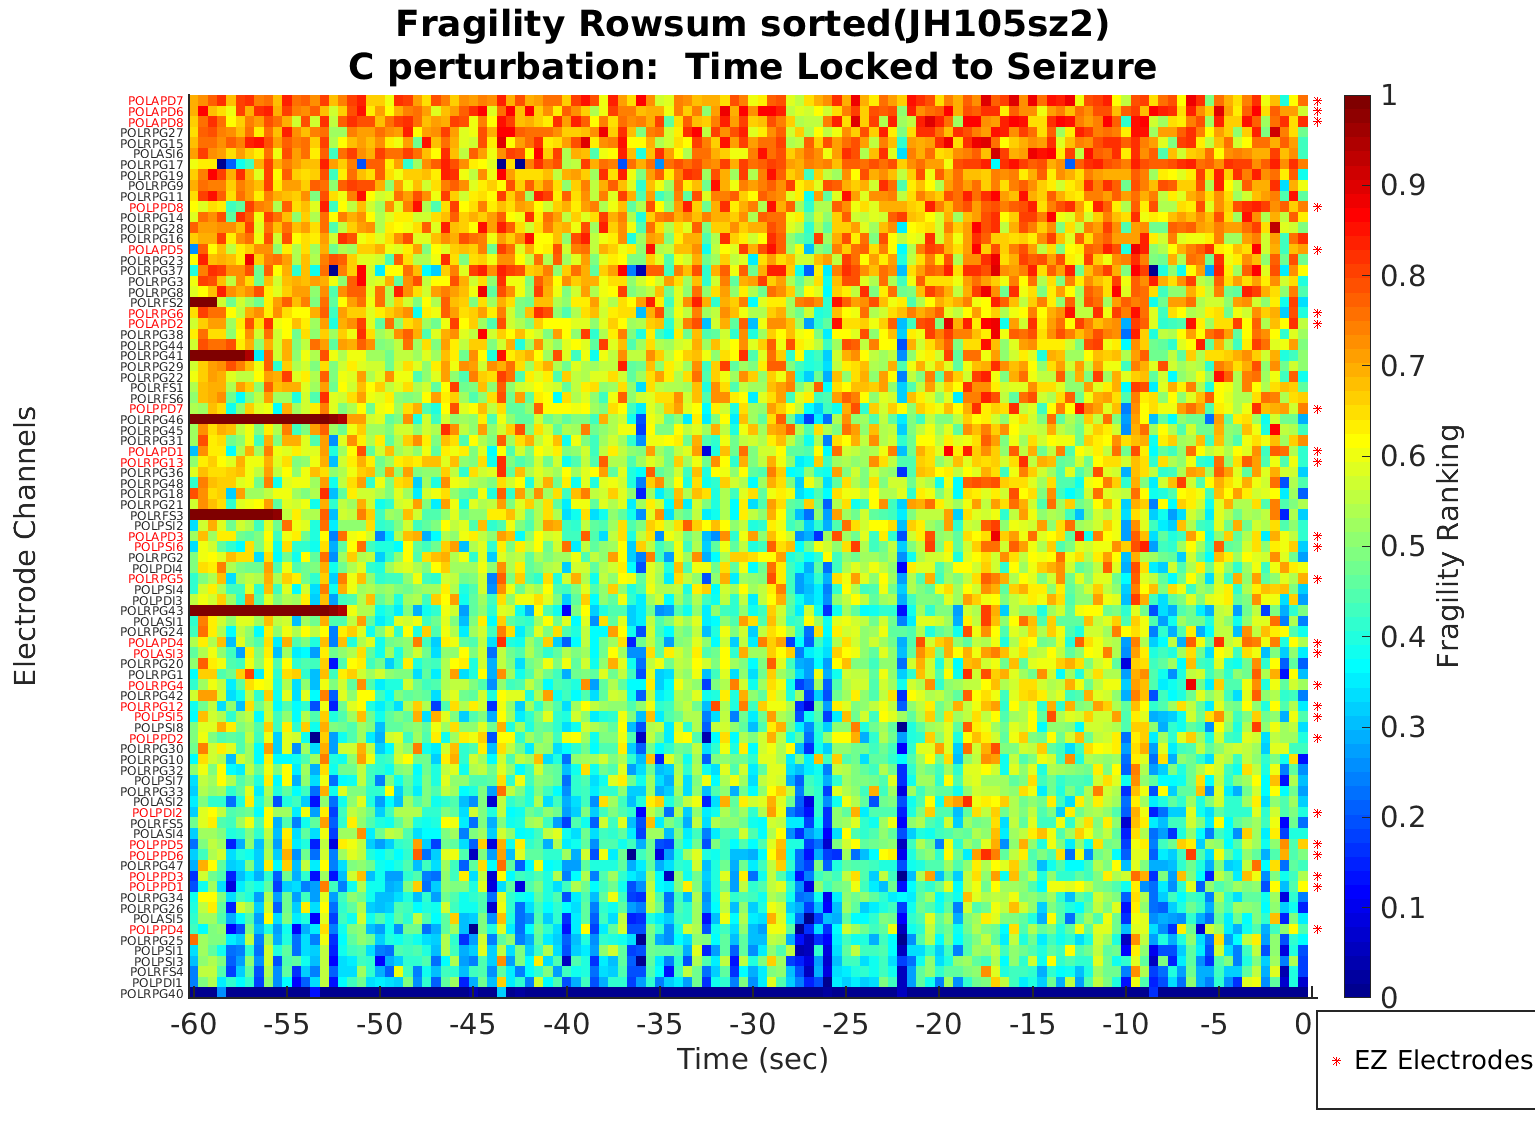 Fragility Rowsum sorted(JH105sz2)
C perturbation:  Time Locked to Seizure
Electrode Channels
POLAPD7
POLAPD6
POLAPD8
POLRPG27
POLRPG15
POLASI6
POLRPG17
POLRPG19
POLRPG9
POLRPG11
POLPPD8
POLRPG14
POLRPG28
POLRPG16
POLAPD5
POLRPG23
POLRPG37
POLRPG3
POLRPG8
POLRFS2
POLRPG6
POLAPD2
POLRPG38
POLRPG44
POLRPG41
POLRPG29
POLRPG22
POLRFS1
POLRFS6
POLPPD7
POLRPG46
POLRPG45
POLRPG31
POLAPD1
POLRPG13
POLRPG36
POLRPG48
POLRPG18
POLRPG21
POLRFS3
POLPSI2
POLAPD3
POLPSI6
POLRPG2
POLPDI4
POLRPG5
POLPSI4
POLPDI3
POLRPG43
POLASI1
POLRPG24
POLAPD4
POLASI3
POLRPG20
POLRPG1
POLRPG4
POLRPG42
POLRPG12
POLPSI5
POLPSI8
POLPPD2
POLRPG30
POLRPG10
POLRPG32
POLPSI7
POLRPG33
POLASI2
POLPDI2
POLRFS5
POLASI4
POLPPD5
POLPPD6
POLRPG47
POLPPD3
POLPPD1
POLRPG34
POLRPG26
POLASI5
POLPPD4
POLRPG25
POLPSI1
POLPSI3
POLRFS4
POLPDI1
POLRPG40
-60 -55 -50 -45 -40 -35 -30 -25 -20 -15 -10 -5 0
Time (sec)
1
0.9
0.8
0.7
0.6
0.5
0.4
0.3
0.2
0.1
0
Fragility Ranking
EZ Electrodes